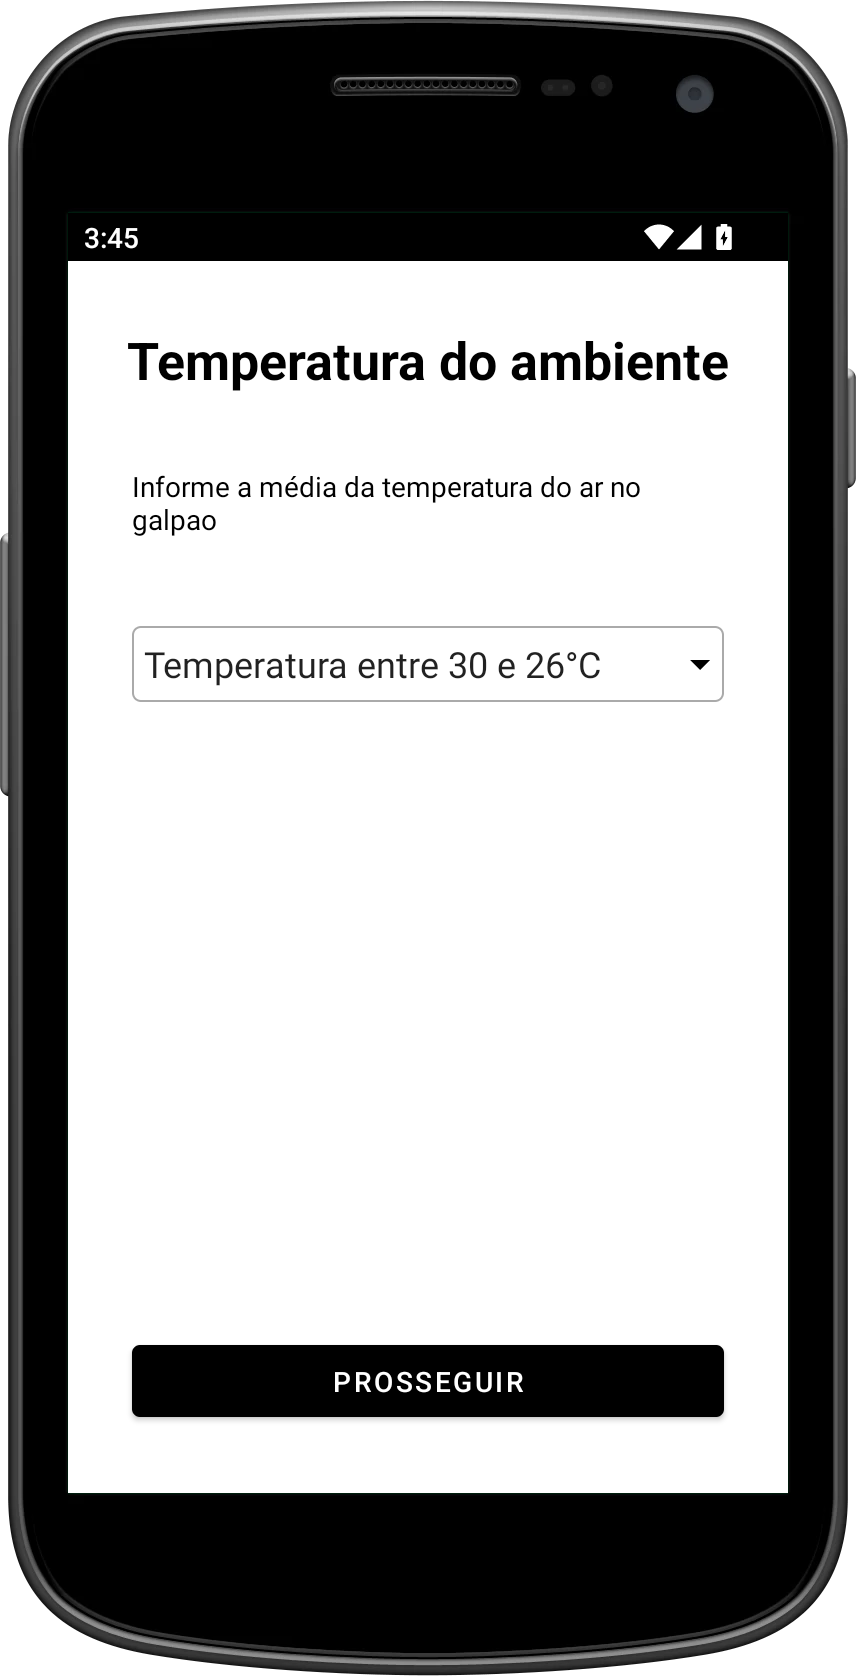 3:45
Temperatura do ambiente
Informe a média da temperatura do ar no
galpao
Temperatura entre 30 e 26°C
PROSSEGUIR